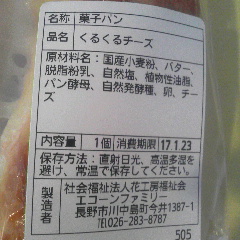 名称 菓子パン
品名 くるくるチーズ
原材料名：国産小麦粉、バター、
脱脂粉乳、自然塩、植物性油脂、
パン酵母、自然発酵種、卵、チー
ズ
内容量 1個 消費期限 17.1.23
保存方法：直射日光、高温多湿を
避け、常温で保存してください。
製造者
社会福祉法人花工房福祉会
エコーンファミリー
長野市川中島町今井1387-1
TEL026-283-8787
505